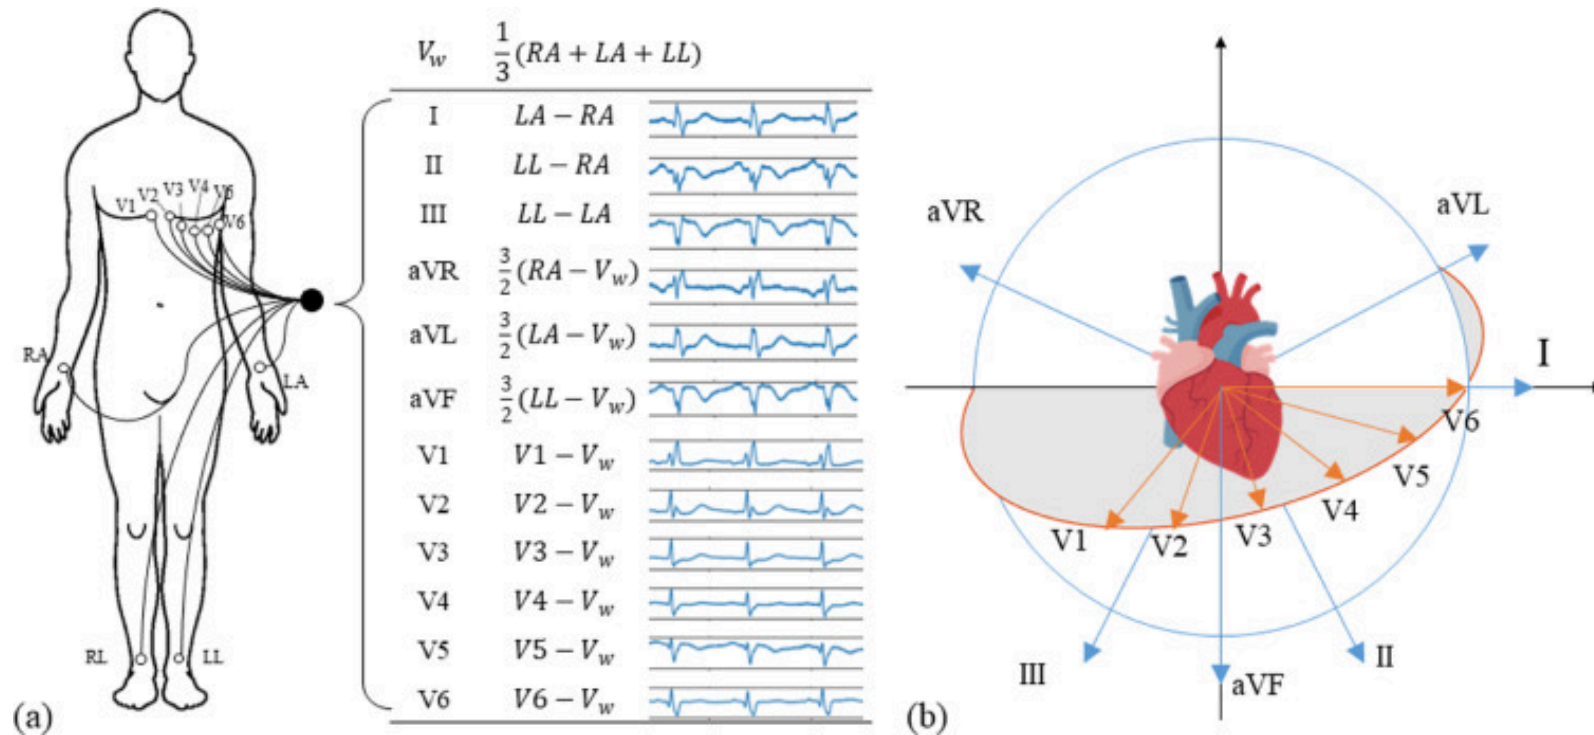 V1 V2 V3 V4 V5
V6
RA
LA
RL
LL
(a)
V_w 1/3(RA + LA + LL)
I LA − RA
II LL − RA
III LL − LA
aVR 3/2(RA − V_w)
aVL 3/2(LA − V_w)
aVF 3/2(LL − V_w)
V1 V1 − V_w
V2 V2 − V_w
V3 V3 − V_w
V4 V4 − V_w
V5 V5 − V_w
V6 V6 − V_w
aVR
aVL
I
V6
V5
V4
V3
V2
V1
III
aVF
II
(b)